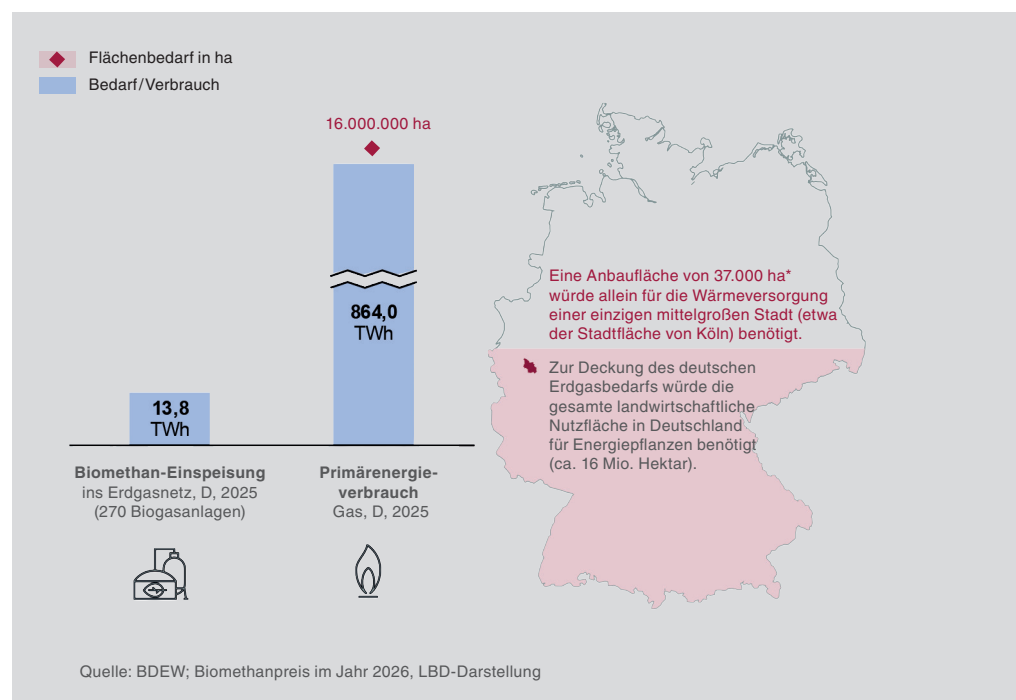 Flächenbedarf in ha
Bedarf/Verbrauch
16.000.000 ha
864,0
TWh
13,8
TWh
Biomethan-Einspeisung
ins Erdgasnetz, D, 2025
(270 Biogasanlagen)
Primärenergie-
verbrauch
Gas, D, 2025
Eine Anbaufläche von 37.000 ha*
würde allein für die Wärmeversorgung
einer einzigen mittelgroßen Stadt (etwa
der Stadtfläche von Köln) benötigt.
Zur Deckung des deutschen
Erdgasbedarfs würde die
gesamte landwirtschaftliche
Nutzfläche in Deutschland
für Energiepflanzen benötigt
(ca. 16 Mio. Hektar).
Quelle: BDEW; Biomethanpreis im Jahr 2026, LBD-Darstellung